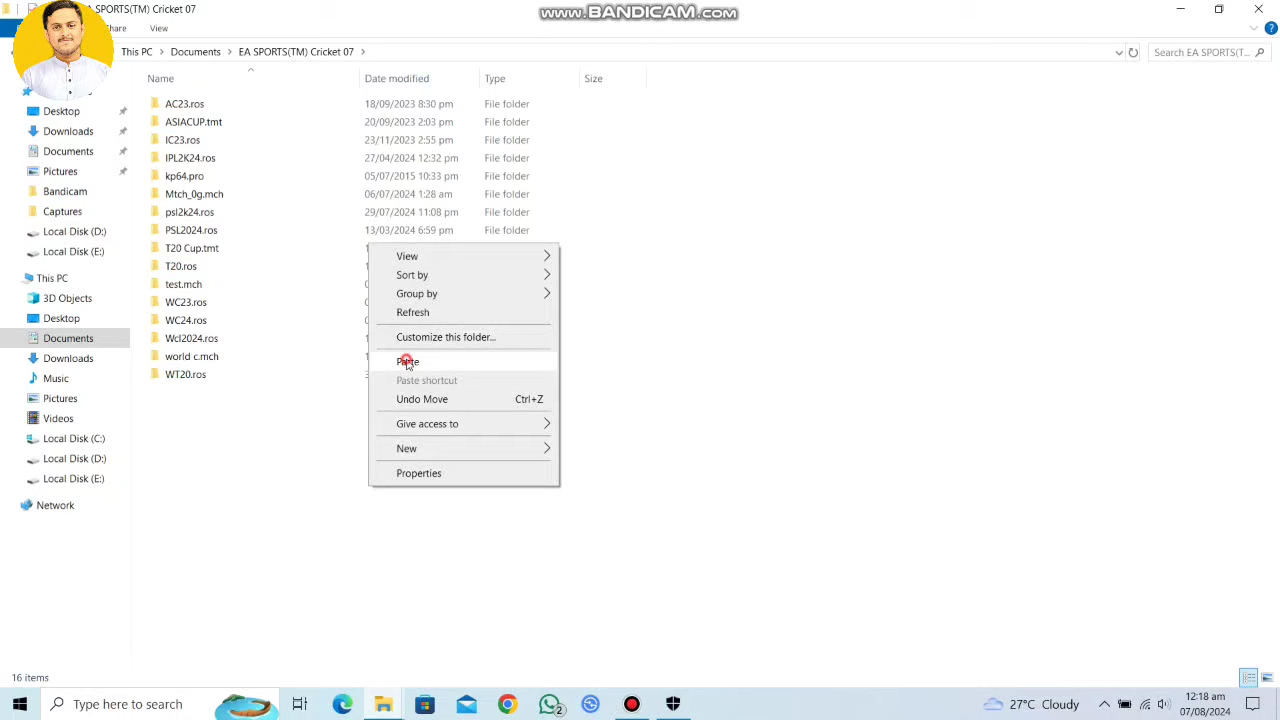 www.BANDICAM.com
EA SPORTS(TM) Cricket 07
Share View
This PC Documents EA SPORTS(TM) Cricket 07 Search EA SPORTS(T...
Name Date modified Type Size
Desktop
Downloads
Documents
Pictures
Bandicam
Captures
Local Disk (D:)
Local Disk (E:)
This PC
3D Objects
Desktop
Documents
Downloads
Music
Pictures
Videos
Local Disk (C:)
Local Disk (D:)
Local Disk (E:)
Network
AC23.ros 18/09/2023 8:30 pm File folder
ASIACUP.tmt 20/09/2023 2:03 pm File folder
IC23.ros 23/11/2023 2:55 pm File folder
IPL2K24.ros 27/04/2024 12:32 pm File folder
kp64.pro 05/07/2015 10:33 pm File folder
Mtch_0g.mch 06/07/2024 1:28 am File folder
psl2k24.ros 29/07/2024 11:08 pm File folder
PSL2024.ros 13/03/2024 6:59 pm File folder
T20 Cup.tmt
T20.ros
test.mch
WC23.ros
WC24.ros
Wcl2024.ros
world c.mch
WT20.ros
View
Sort by
Group by
Refresh
Customize this folder...
Paste
Paste shortcut
Undo Move Ctrl+Z
Give access to
New
Properties
16 items
Type here to search 2 27°C Cloudy 12:18 am
07/08/2024